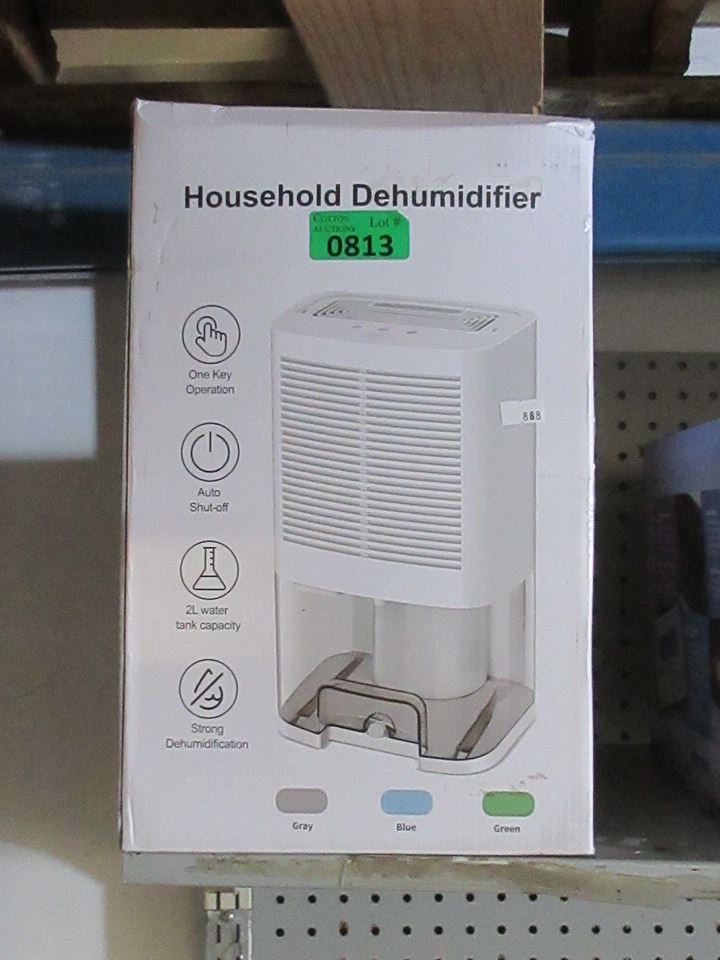 Household Dehumidifier
COTTON AUCTIONS Lot #
0813
One Key
Operation
Auto
Shut-off
2L water
tank capacity
Strong
Dehumidification
888
Gray
Blue
Green